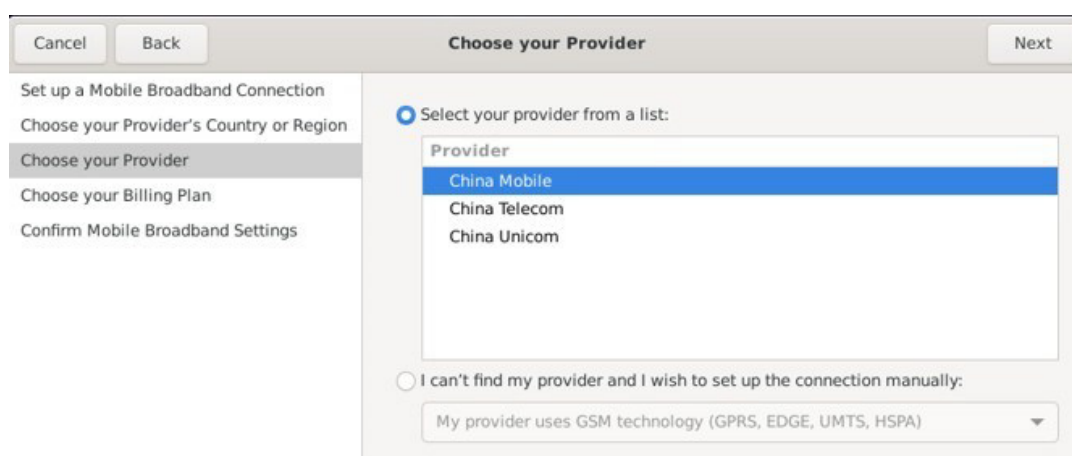 Cancel Back Choose your Provider Next
Set up a Mobile Broadband Connection
Choose your Provider's Country or Region
Choose your Provider
Choose your Billing Plan
Confirm Mobile Broadband Settings
Select your provider from a list:
Provider
China Mobile
China Telecom
China Unicom
I can't find my provider and I wish to set up the connection manually:
My provider uses GSM technology (GPRS, EDGE, UMTS, HSPA)